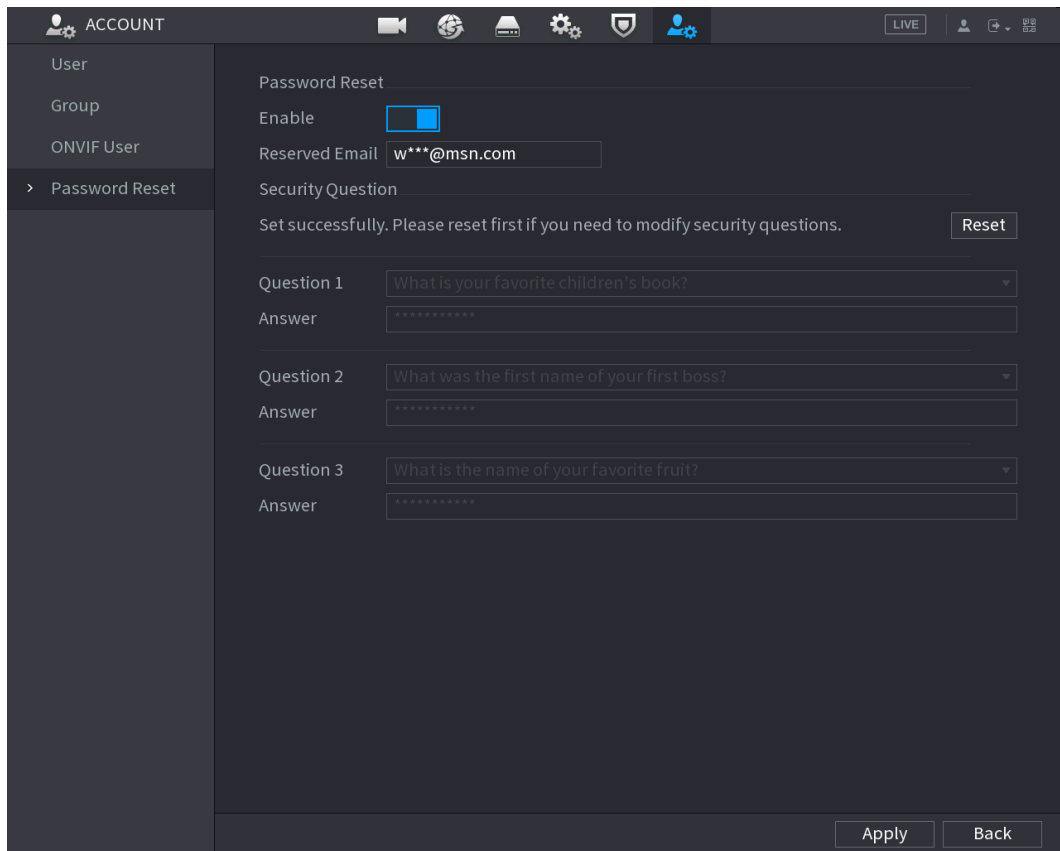 ACCOUNT
LIVE
User
Group
ONVIF User
Password Reset
Password Reset
Enable
Reserved Email w***@msn.com
Security Question
Set successfully. Please reset first if you need to modify security questions. Reset
Question 1 What is your favorite children's book?
Answer ***********
Question 2 What was the first name of your first boss?
Answer ***********
Question 3 What is the name of your favorite fruit?
Answer ***********
Apply Back